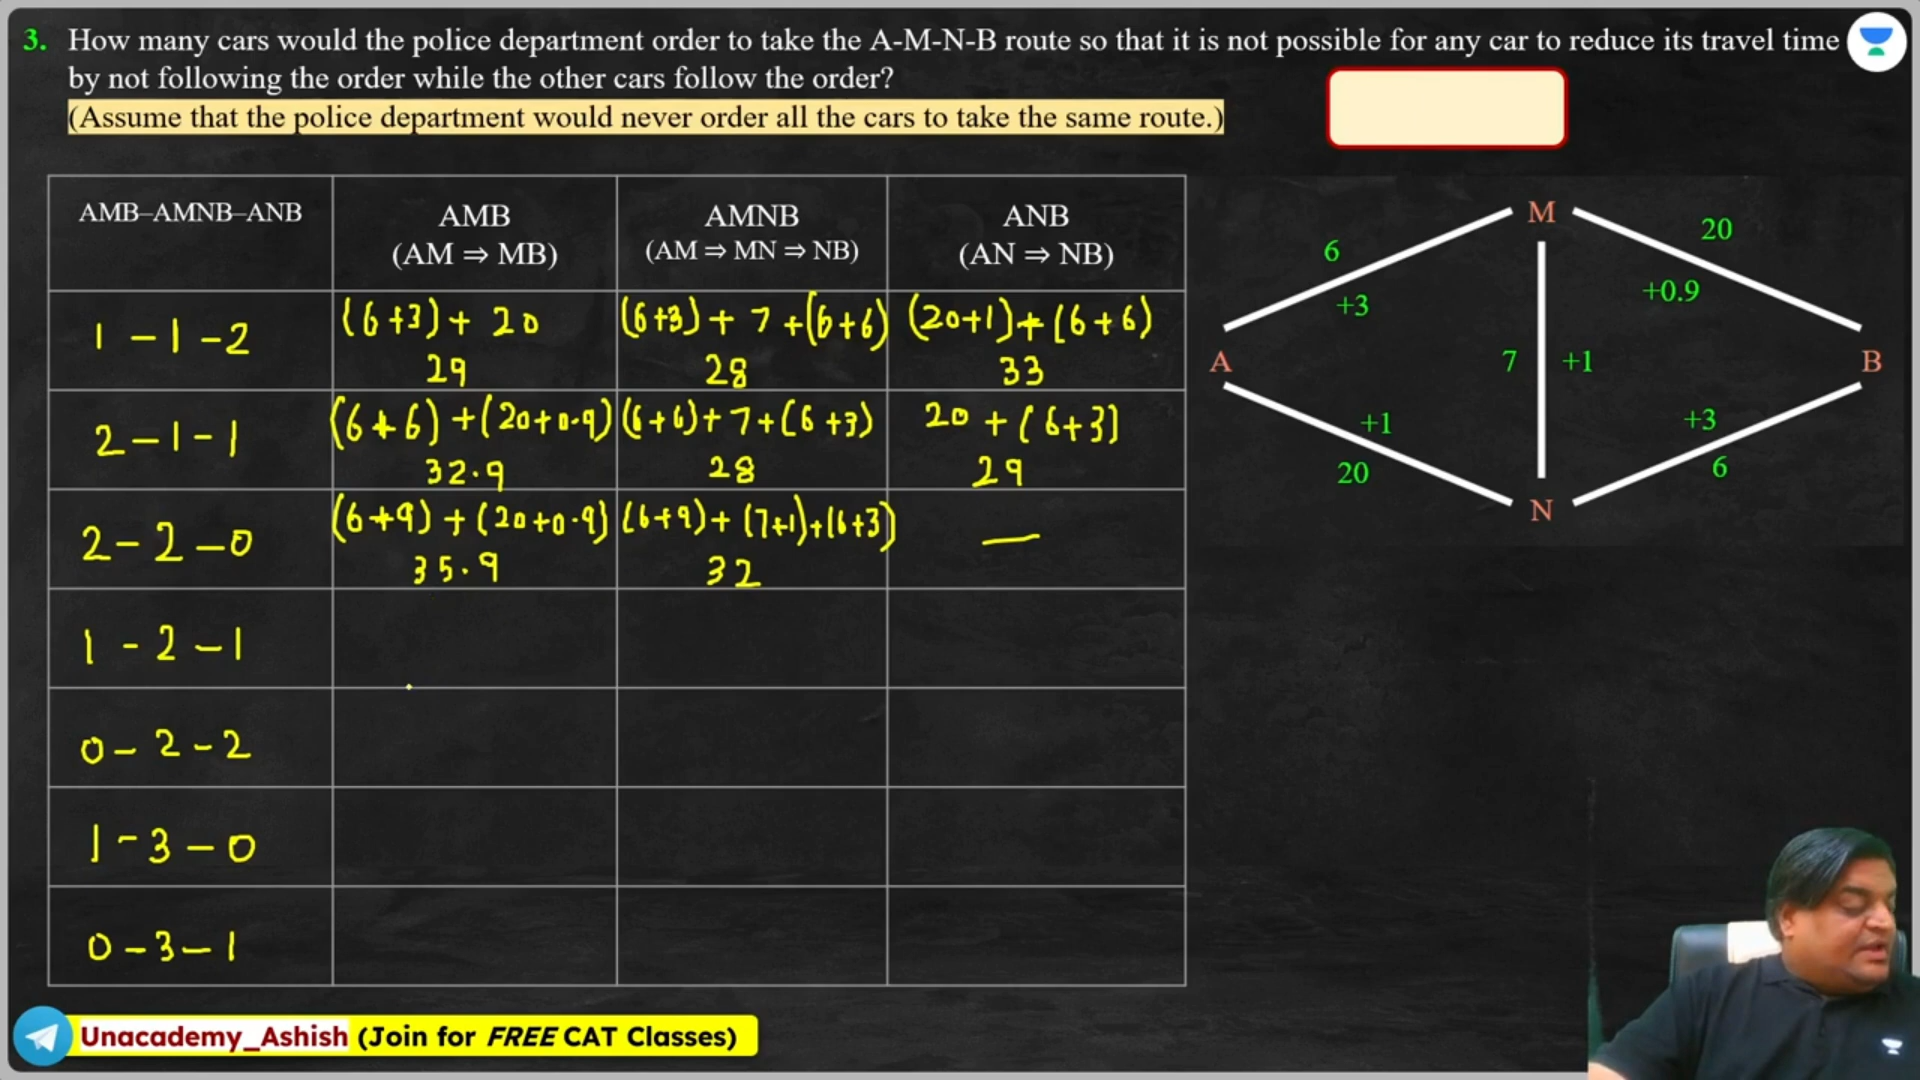 3. How many cars would the police department order to take the A-M-N-B route so that it is not possible for any car to reduce its travel time
by not following the order while the other cars follow the order?
(Assume that the police department would never order all the cars to take the same route.)
AMB–AMNB–ANB
AMB
(AM ⇒ MB)
AMNB
(AM ⇒ MN ⇒ NB)
ANB
(AN ⇒ NB)
1 – 1 – 2
(6+3) + 20
29
(6+3) + 7 + (6+6)
28
(20+1) + (6+6)
33
2 – 1 – 1
(6+6) + (20+0.9)
32.9
(6+6) + 7 + (6+3)
28
20 + (6+3)
29
2 – 2 – 0
(6+9) + (20+0.9)
35.9
(6+9) + (7+1) + (6+3)
32
—
1 – 2 – 1
0 – 2 – 2
1 – 3 – 0
0 – 3 – 1
M
6
+3
20
+0.9
A
7
+1
B
+1
20
+3
6
N
Unacademy_Ashish (Join for FREE CAT Classes)